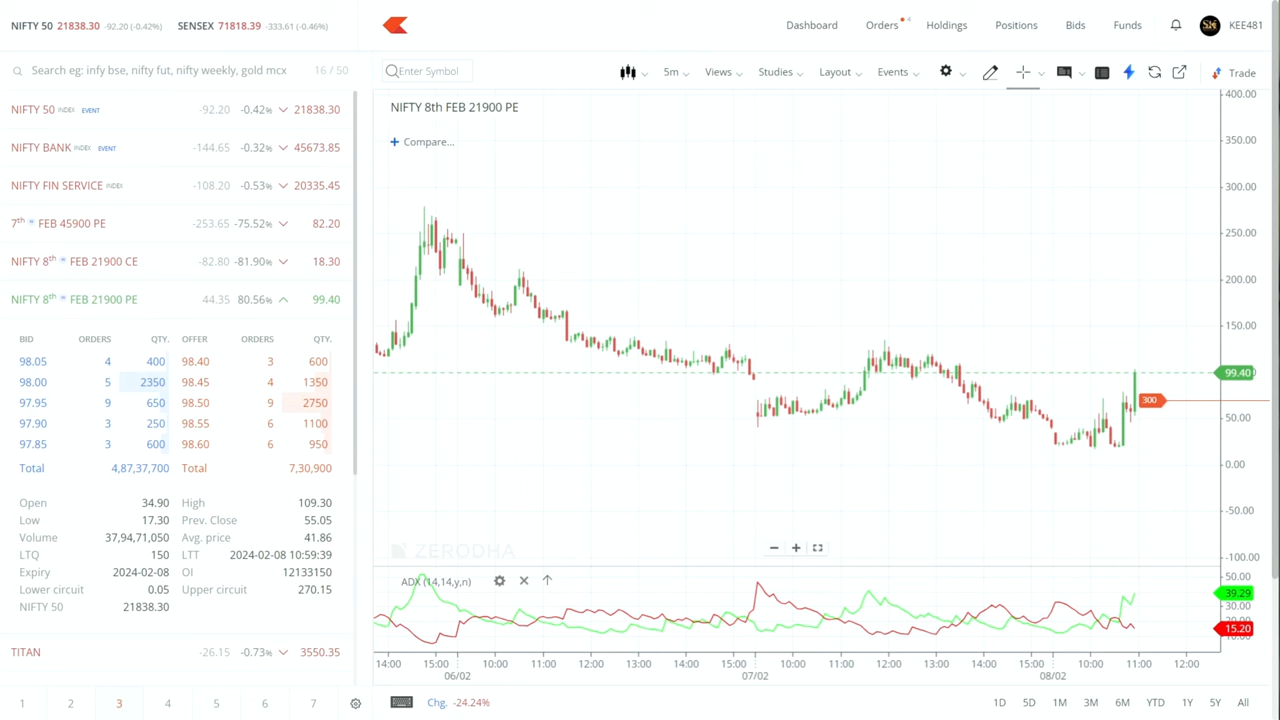 NIFTY 50 21838.30 -92.20 (-0.42%) SENSEX 71818.39 -333.61 (-0.46%)
Dashboard Orders 4 Holdings Positions Bids Funds KEE481
Search eg: infy bse, nifty fut, nifty weekly, gold mcx 16 / 50
Enter Symbol 5m Views Studies Layout Events Trade
NIFTY 50 INDEX EVENT -92.20 -0.42% 21838.30
NIFTY BANK INDEX EVENT -144.65 -0.32% 45673.85
NIFTY FIN SERVICE INDEX -108.20 -0.53% 20335.45
7th W FEB 45900 PE -253.65 -75.52% 82.20
NIFTY 8th W FEB 21900 CE -82.80 -81.90% 18.30
NIFTY 8th W FEB 21900 PE 44.35 80.56% 99.40
BID ORDERS QTY. OFFER ORDERS QTY.
98.05 4 400 98.40 3 600
98.00 5 2350 98.45 4 1350
97.95 9 650 98.50 9 2750
97.90 3 250 98.55 6 1100
97.85 3 600 98.60 6 950
Total 4,87,37,700 Total 7,30,900
Open 34.90 High 109.30
Low 17.30 Prev. Close 55.05
Volume 37,94,71,050 Avg. price 41.86
LTQ 150 LTT 2024-02-08 10:59:39
Expiry 2024-02-08 OI 12133150
Lower circuit 0.05 Upper circuit 270.15
NIFTY 50 21838.30
TITAN -26.15 -0.73% 3550.35
1 2 3 4 5 6 7
NIFTY 8th FEB 21900 PE
Compare...
400.00
350.00
300.00
250.00
200.00
150.00
99.40
300
50.00
0.00
-50.00
-100.00
ZERODHA
ADX (14,14,y,n)
50.00
39.29
30.00
15.20
14:00 15:00 10:00 11:00 12:00 13:00 14:00 15:00 10:00 11:00 12:00 13:00 14:00 15:00 10:00 11:00 12:00
06/02 07/02 08/02
Chg. -24.24% 1D 5D 1M 3M 6M YTD 1Y 5Y All